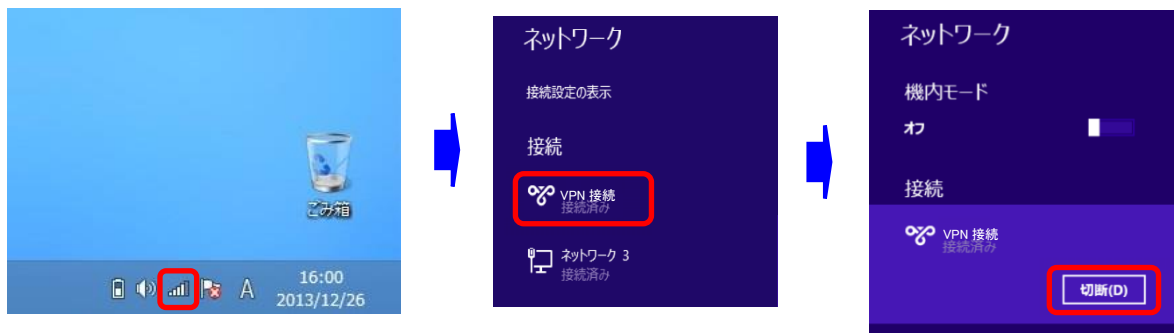 ごみ箱
A
16:00
2013/12/26
ネットワーク
接続設定の表示
接続
VPN 接続
接続済み
ネットワーク 3
接続済み
ネットワーク
機内モード
オフ
接続
VPN 接続
接続済み
切断(D)